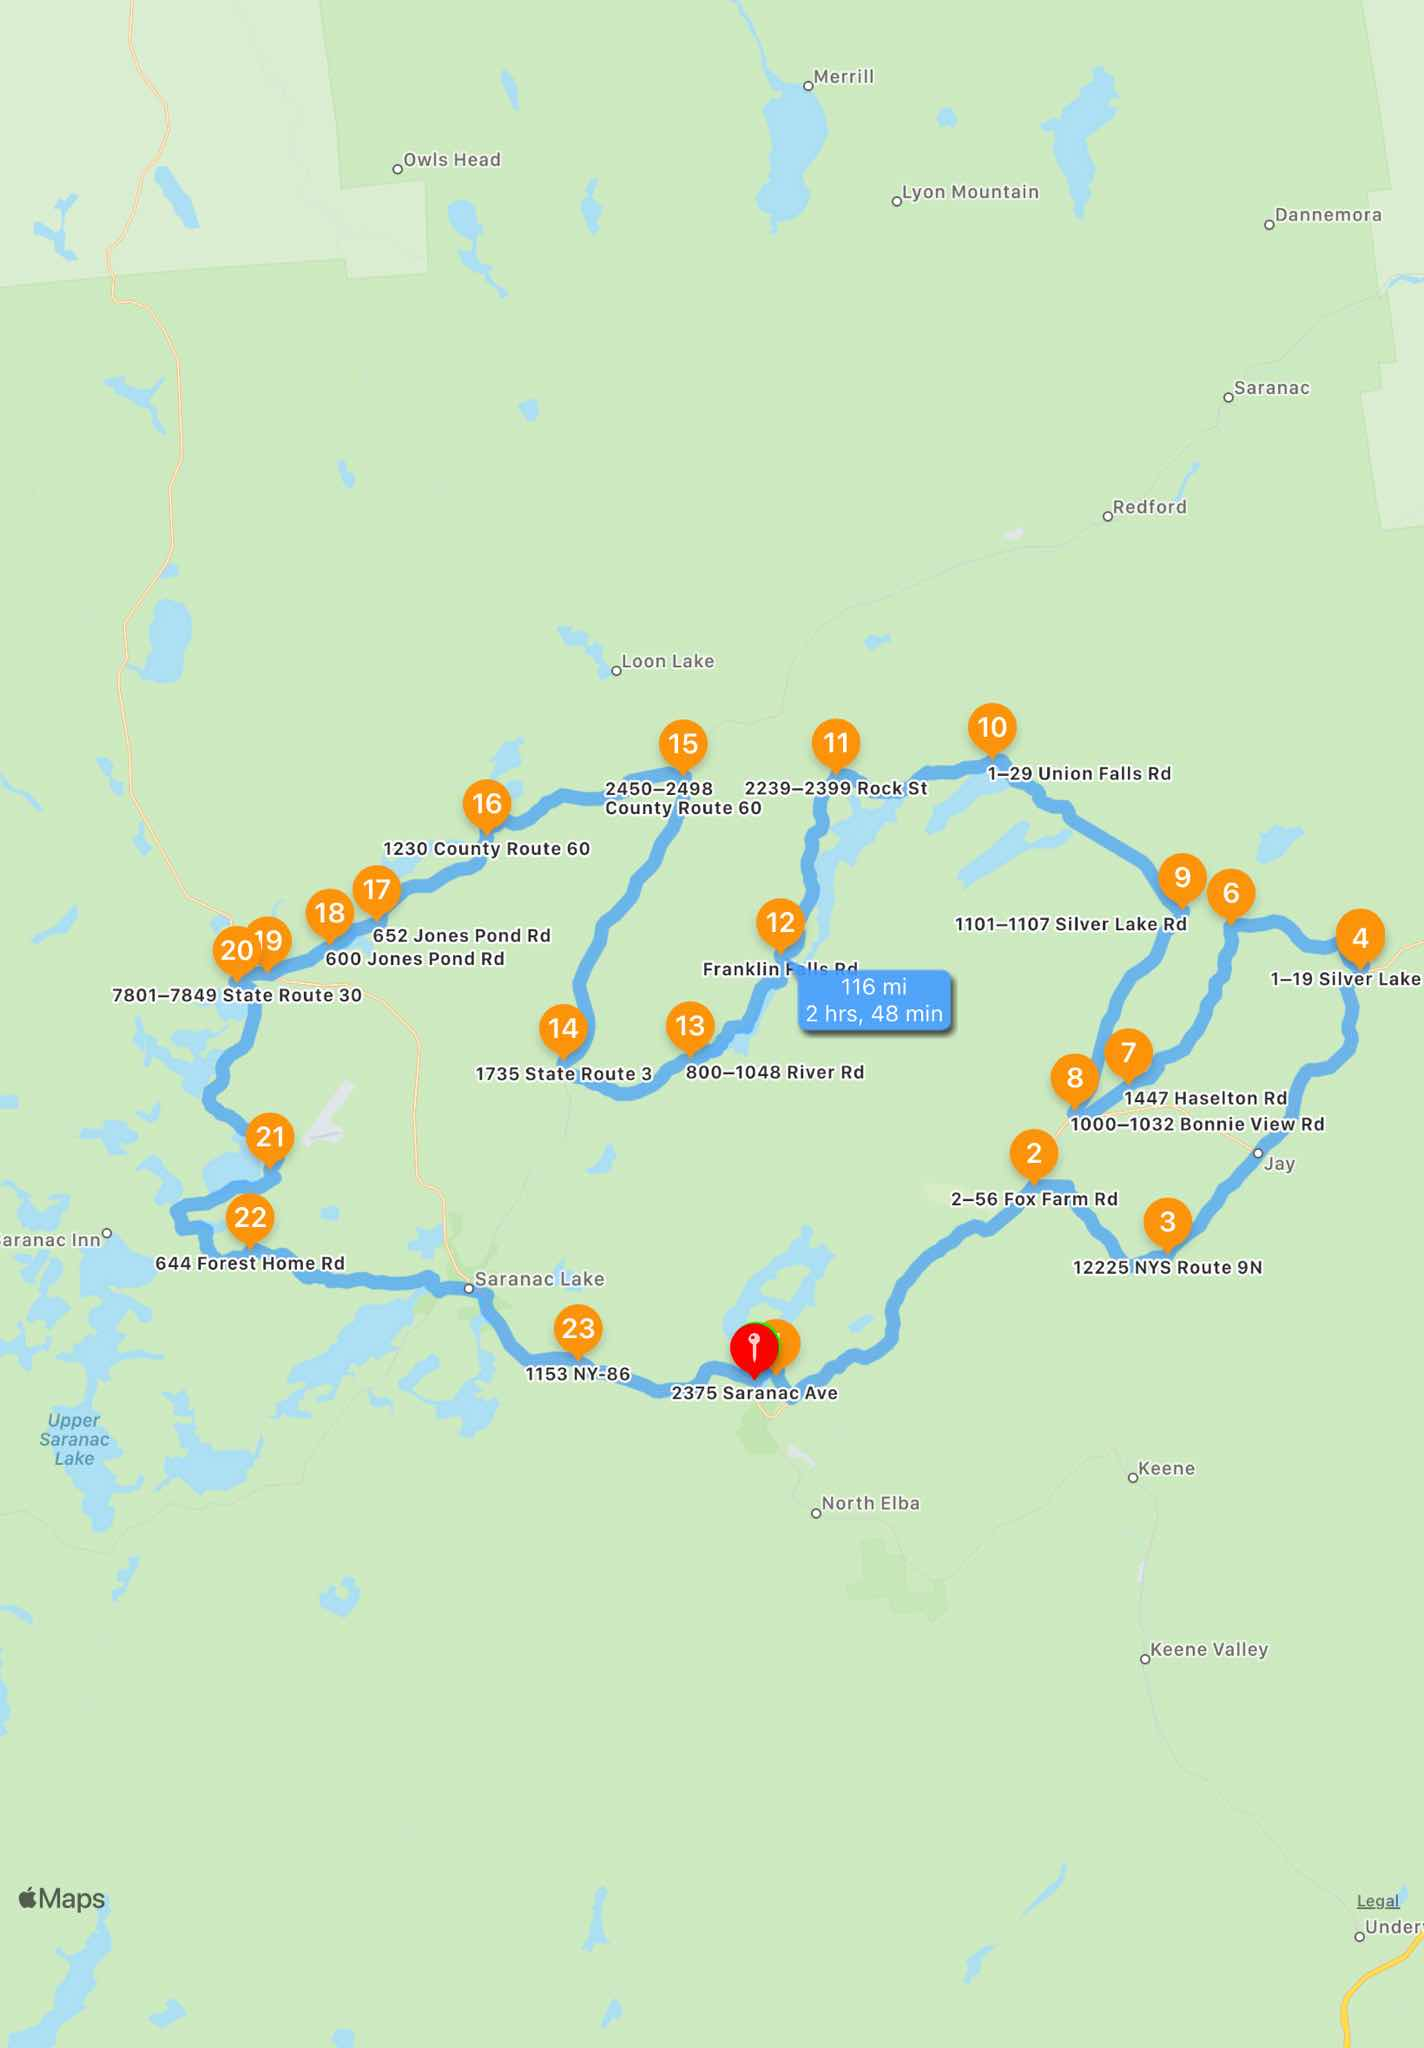 Merrill
Owls Head
Lyon Mountain
Dannemora
Saranac
Redford
Loon Lake
10
15
11
1–29 Union Falls Rd
2450–2498
County Route 60
2239–2399 Rock St
16
1230 County Route 60
9
6
17
18
12
1101–1107 Silver Lake Rd
4
652 Jones Pond Rd
19
20
600 Jones Pond Rd
Franklin Falls Rd
1–19 Silver Lake
7801–7849 State Route 30
116 mi
2 hrs, 48 min
14
13
7
1735 State Route 3
800–1048 River Rd
8
1447 Haselton Rd
1000–1032 Bonnie View Rd
21
2
Jay
2–56 Fox Farm Rd
22
3
aranac Inn
644 Forest Home Rd
12225 NYS Route 9N
Saranac Lake
23
1153 NY-86
2375 Saranac Ave
Upper
Saranac
Lake
Keene
North Elba
Keene Valley
Maps
Legal
Under